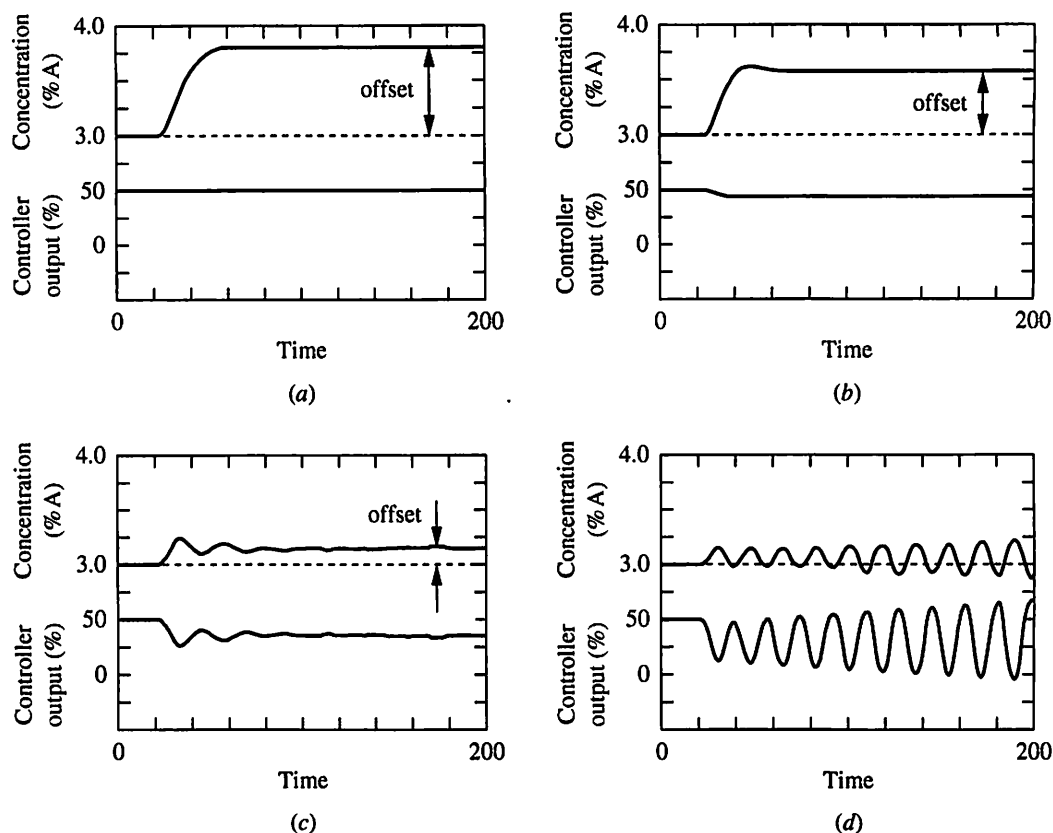 Concentration
(% A)
4.0
3.0
offset
Controller
output (%)
50
0
0
200
Time
(a)
Concentration
(% A)
4.0
3.0
offset
Controller
output (%)
50
0
0
200
Time
(b)
Concentration
(% A)
4.0
3.0
offset
Controller
output (%)
50
0
0
200
Time
(c)
Concentration
(% A)
4.0
3.0
Controller
output (%)
50
0
0
200
Time
(d)